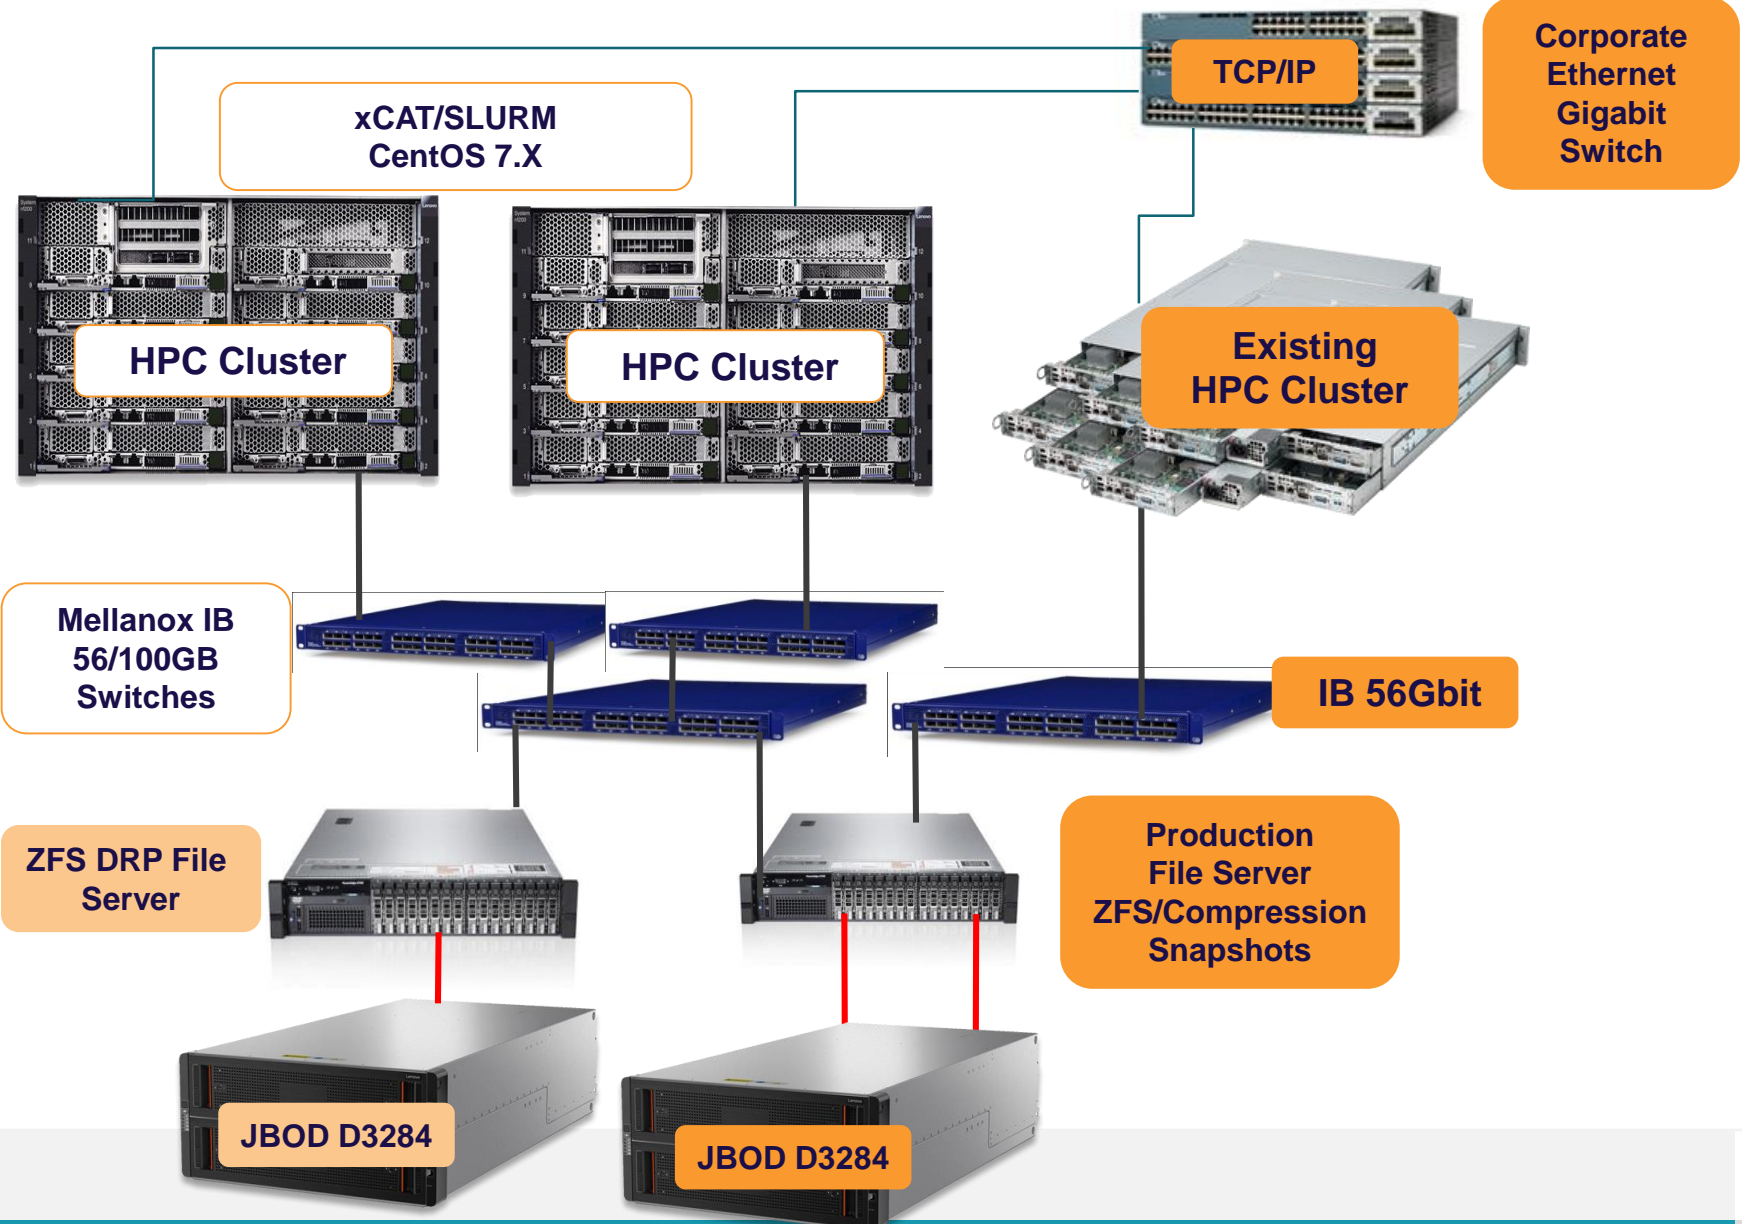 Corporate
Ethernet
Gigabit
Switch
TCP/IP
xCAT/SLURM
CentOS 7.X
HPC Cluster
HPC Cluster
Existing
HPC Cluster
Mellanox IB
56/100GB
Switches
IB 56Gbit
ZFS DRP File
Server
Production
File Server
ZFS/Compression
Snapshots
JBOD D3284
JBOD D3284